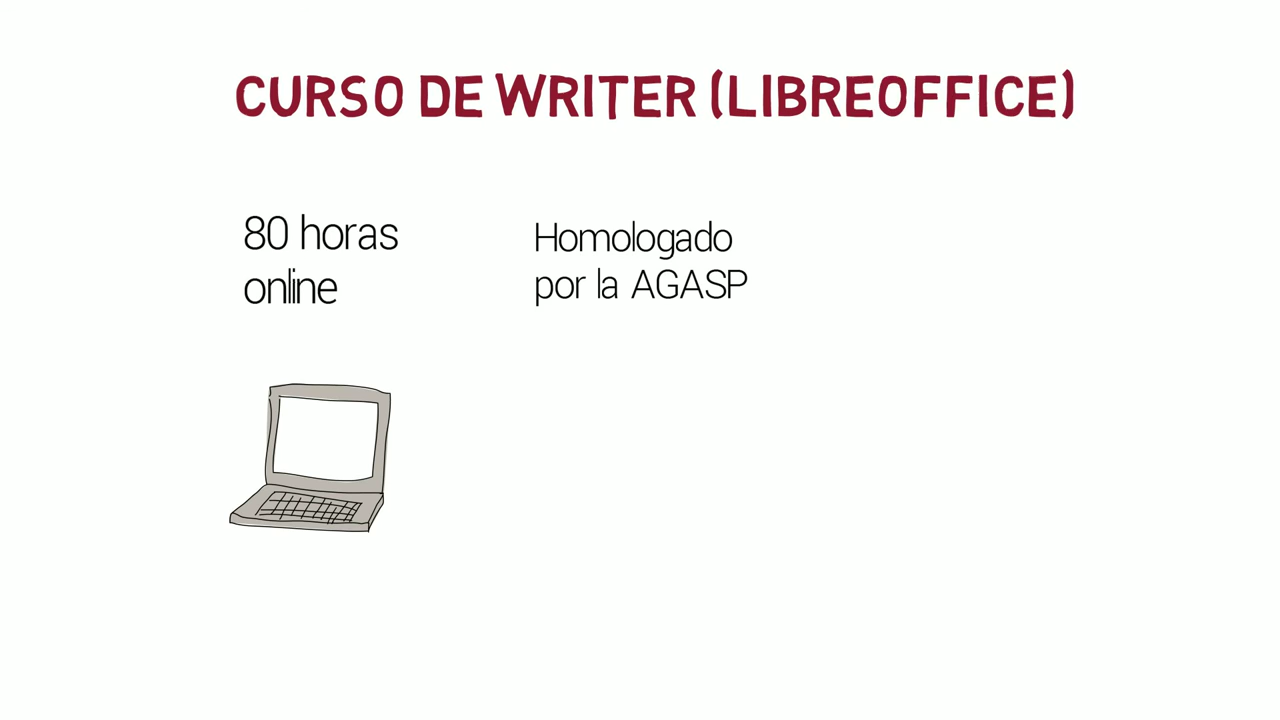 CURSO DE WRITER (LIBREOFFICE)
80 horas
online
Homologado
por la AGASP